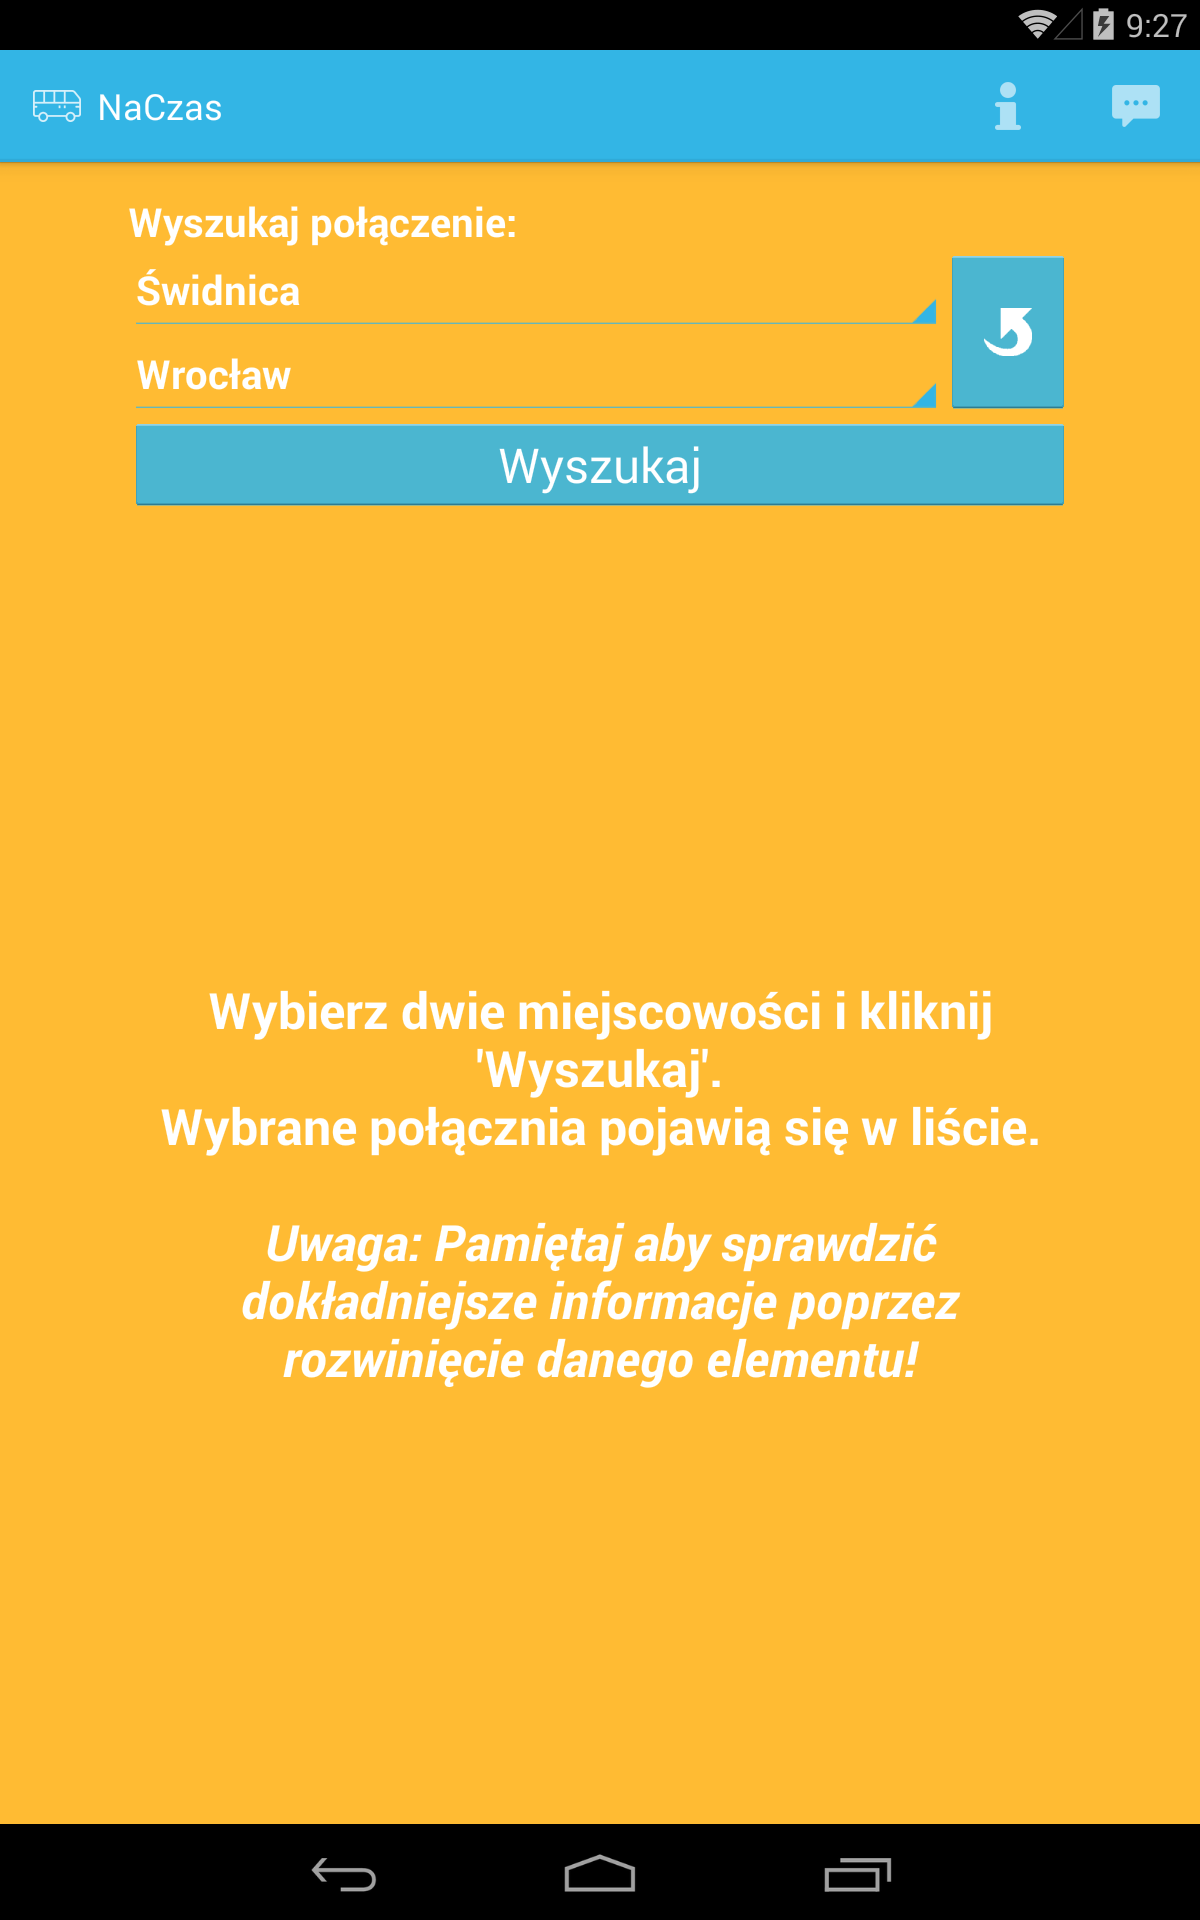 9:27
NaCzas
Wyszukaj połączenie:
Świdnica
Wrocław
Wyszukaj
Wybierz dwie miejscowości i kliknij
'Wyszukaj'.
Wybrane połącznia pojawią się w liście.
Uwaga: Pamiętaj aby sprawdzić
dokładniejsze informacje poprzez
rozwinięcie danego elementu!